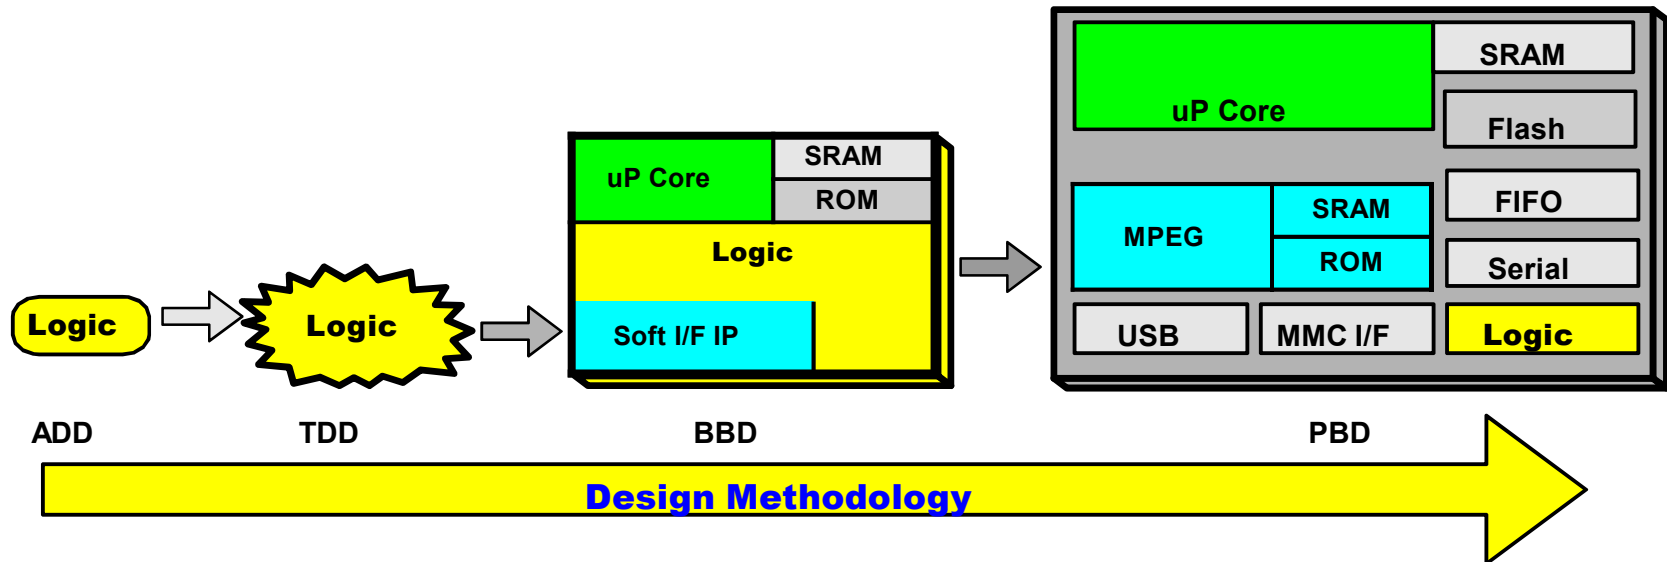 Logic
Logic
uP Core
SRAM
ROM
Logic
Soft I/F IP
uP Core
SRAM
Flash
MPEG
SRAM
ROM
FIFO
Serial
USB
MMC I/F
Logic
ADD
TDD
BBD
PBD
Design Methodology